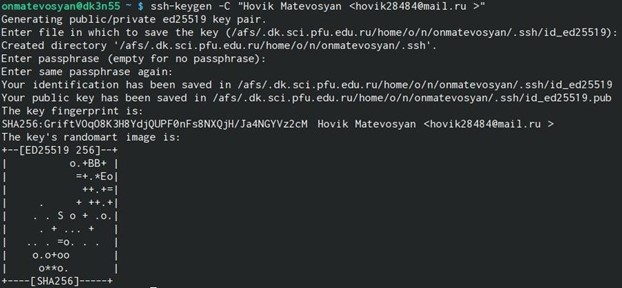 onmatevosyan@dk3n55 ~ $ ssh-keygen -C "Hovik Matevosyan <hovik28484@mail.ru >"
Generating public/private ed25519 key pair.
Enter file in which to save the key (/afs/.dk.sci.pfu.edu.ru/home/o/n/onmatevosyan/.ssh/id_ed25519):
Created directory '/afs/.dk.sci.pfu.edu.ru/home/o/n/onmatevosyan/.ssh'.
Enter passphrase (empty for no passphrase):
Enter same passphrase again:
Your identification has been saved in /afs/.dk.sci.pfu.edu.ru/home/o/n/onmatevosyan/.ssh/id_ed25519
Your public key has been saved in /afs/.dk.sci.pfu.edu.ru/home/o/n/onmatevosyan/.ssh/id_ed25519.pub
The key fingerprint is:
SHA256:GriftVOqO8K3H8YdjQUPF0nFs8NXQjH/Ja4NGYVz2cM Hovik Matevosyan <hovik28484@mail.ru >
The key's randomart image is:
+--[ED25519 256]--+
|         o.+BB+ |
|          =+.*Eo|
|           ++.+=|
|    .     + ++.+|
|   . . S o + .o.|
|    . + ... +   |
|  .. . =o. . .  |
|   o.o+oo       |
|    o**o.       |
+----[SHA256]-----+